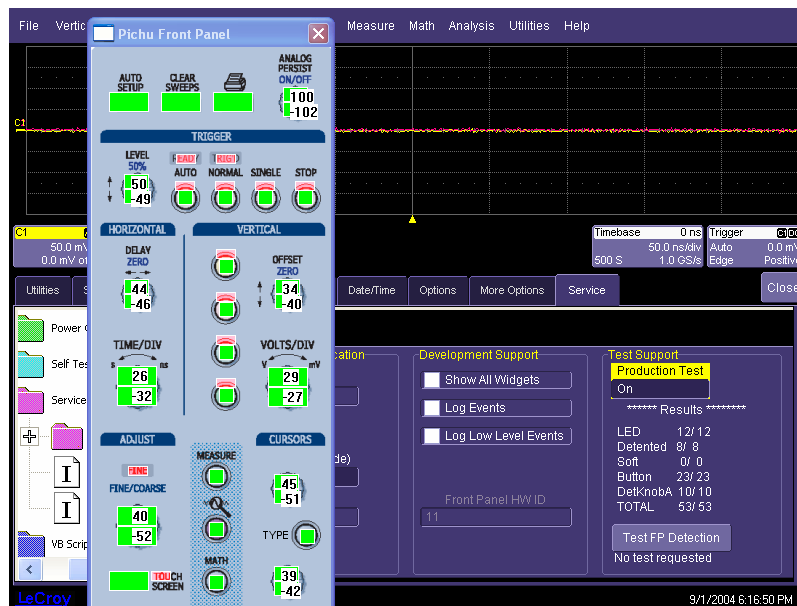 File Vertic Measure Math Analysis Utilities Help
Pichu Front Panel
AUTO SETUP
CLEAR SWEEPS
ANALOG PERSIST ON/OFF
100
-102
C1
TRIGGER
LEVEL
50%
READY TRIG'D
AUTO NORMAL SINGLE STOP
50
-49
HORIZONTAL VERTICAL
C1
50.0 mV
0.0 mV of
Timebase 0 ns
50.0 ns/div
500 S 1.0 GS/s
Trigger C1 DC
Auto 0.0 mV
Edge Positive
DELAY
ZERO
44
-46
OFFSET
ZERO
34
-40
Utilities S Date/Time Options More Options Service Close
TIME/DIV
s ns
26
-32
VOLTS/DIV
V mV
29
-27
Power
Self Tes
Service
VB Scrip
cation
de)
Development Support
Show All Widgets
Log Events
Log Low Level Events
Front Panel HW ID
11
Test Support
Production Test
On
****** Results ********
LED 12/ 12
Detented 8/ 8
Soft 0/ 0
Button 23/ 23
DetKnobA 10/ 10
TOTAL 53/ 53
Test FP Detection
No test requested
ADJUST CURSORS
FINE
FINE/COARSE
40
-52
MEASURE
45
-51
TYPE
MATH
TOUCH SCREEN
39
-42
LeCroy
9/1/2004 6:16:50 PM